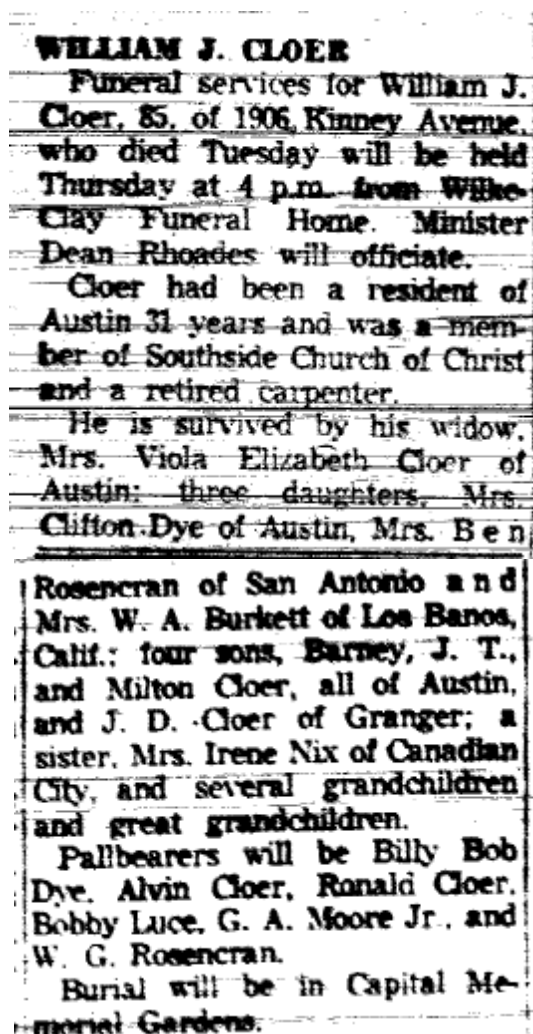 WILLIAM J. CLOER
Funeral services for William J.
Cloer, 85, of 1906 Kinney Avenue,
who died Tuesday will be held
Thursday at 4 p.m. from Wilke-
Clay Funeral Home. Minister
Dean Rhoades will officiate.
Cloer had been a resident of
Austin 31 years and was a mem-
ber of Southside Church of Christ
and a retired carpenter.
He is survived by his widow,
Mrs. Viola Elizabeth Cloer of
Austin; three daughters, Mrs.
Clifton Dye of Austin, Mrs. Ben
Rosencran of San Antonio and
Mrs. W. A. Burkett of Los Banos,
Calif.; four sons, Barney, J. T.,
and Milton Cloer, all of Austin,
and J. D. Cloer of Granger; a
sister, Mrs. Irene Nix of Canadian
City, and several grandchildren
and great grandchildren.
Pallbearers will be Billy Bob
Dye, Alvin Cloer, Ronald Cloer,
Bobby Luce, G. A. Moore Jr., and
W. G. Rosencran.
Burial will be in Capital Me-
morial Gardens.